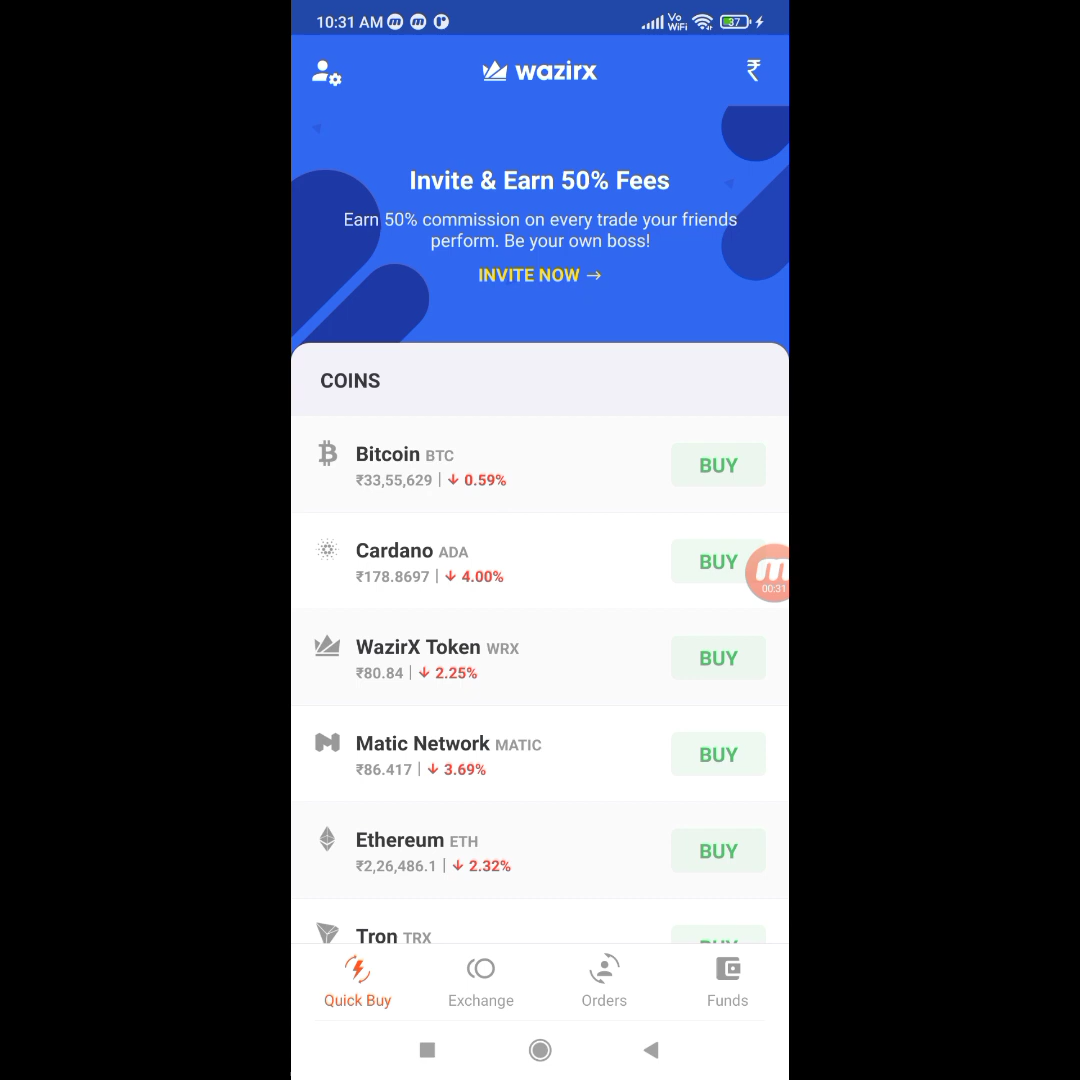 10:31 AM
Vo WiFi
37
wazirx
₹
Invite & Earn 50% Fees
Earn 50% commission on every trade your friends
perform. Be your own boss!
INVITE NOW →
COINS
Bitcoin BTC
₹33,55,629 | ↓ 0.59%
BUY
Cardano ADA
₹178.8697 | ↓ 4.00%
BUY
00:31
WazirX Token WRX
₹80.84 | ↓ 2.25%
BUY
Matic Network MATIC
₹86.417 | ↓ 3.69%
BUY
Ethereum ETH
₹2,26,486.1 | ↓ 2.32%
BUY
Tron TRX
BUY
Quick Buy
Exchange
Orders
Funds